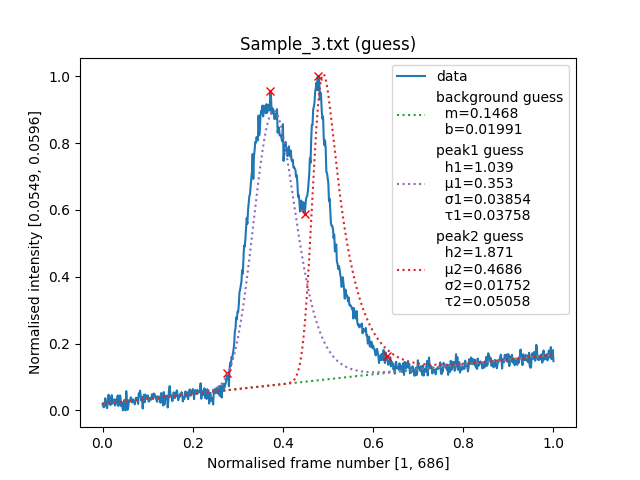 Sample_3.txt (guess)
Normalised intensity [0.0549, 0.0596]
1.0
0.8
0.6
0.4
0.2
0.0
data
background guess
m=0.1468
b=0.01991
peak1 guess
h1=1.039
μ1=0.353
σ1=0.03854
τ1=0.03758
peak2 guess
h2=1.871
μ2=0.4686
σ2=0.01752
τ2=0.05058
0.0 0.2 0.4 0.6 0.8 1.0
Normalised frame number [1, 686]